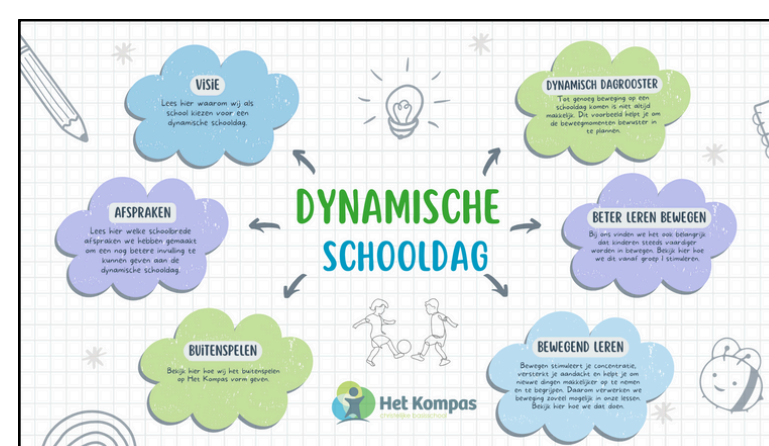 VISIE
Lees hier waarom wij als
school kiezen voor een
dynamische schooldag.
DYNAMISCH DAGROOSTER
Tot genoeg beweging op een
schooldag komen is niet altijd
makkelijk. Dit voorbeeld helpt je om
de beweegmomenten bewuster in
te plannen.
DYNAMISCHE
SCHOOLDAG
AFSPRAKEN
Lees hier welke schoolbrede
afspraken we hebben gemaakt
om een nog betere invulling te
kunnen geven aan de
dynamische schooldag.
BETER LEREN BEWEGEN
Bij ons vinden we het ook belangrijk
dat kinderen steeds vaardiger
worden in bewegen. Bekijk hier hoe
we dit vanaf groep 1 stimuleren.
BUITENSPELEN
Bekijk hier hoe wij het buitenspelen
op Het Kompas vorm geven.
BEWEGEND LEREN
Bewegen stimuleert je concentratie,
versterkt je aandacht en helpt je om
nieuwe dingen makkelijker op te nemen
en te begrijpen. Daarom verwerken we
beweging zoveel mogelijk in onze lessen.
Bekijk hier hoe we dat doen.
Het Kompas
christelijke basisschool